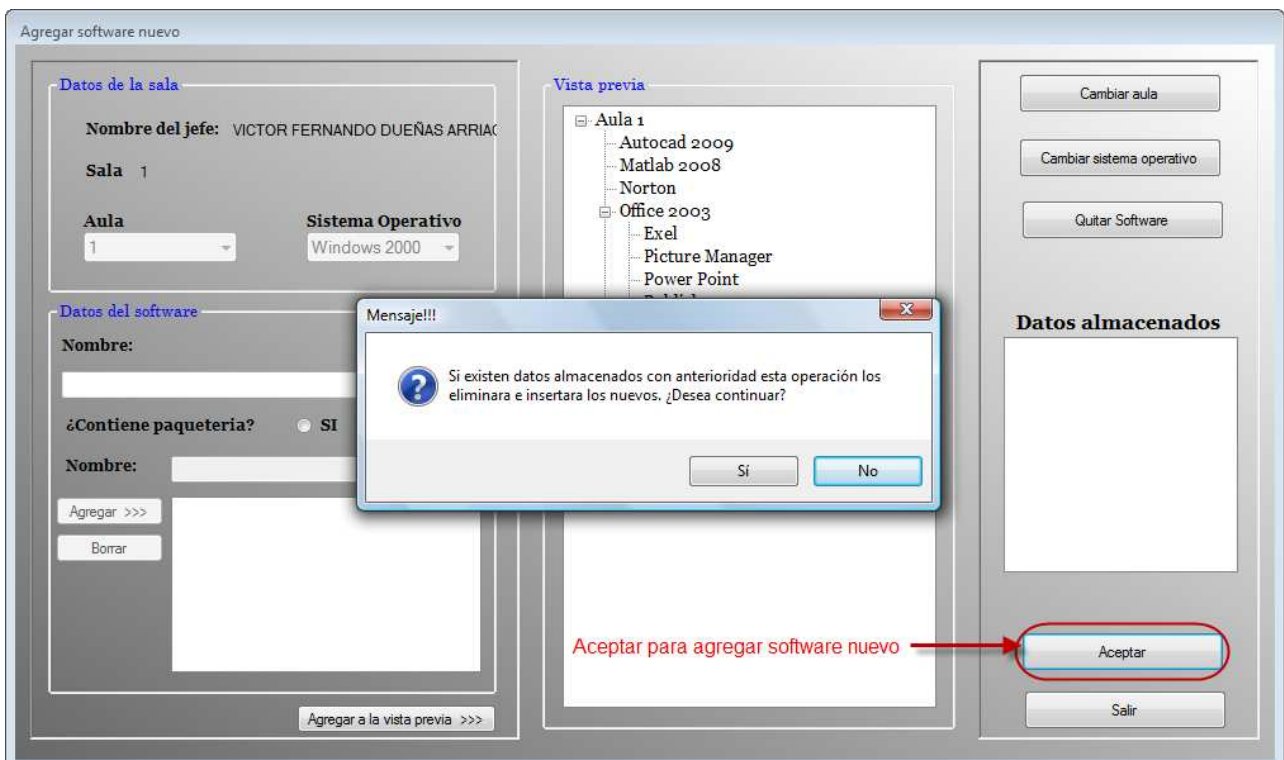 Agregar software nuevo
Datos de la sala
Nombre del jefe: VICTOR FERNANDO DUEÑAS
Sala 1
Aula
Sistema Operativo
1
Windows 2000
Datos del software
Nombre:
¿Contiene paqueteria?
SI
Nombre:
Agregar >>>
Borrar
Agregar a la vista previa >>>
Vista previa
Aula 1
Autocad 2009
Matlab 2008
Norton
Office 2003
Exel
Picture Manager
Power Point
Mensaje!!!
Si existen datos almacenados con anterioridad esta operación los
eliminara e insertara los nuevos. ¿Desea continuar?
Sí
No
Aceptar para agregar software nuevo
Cambiar aula
Cambiar sistema operativo
Quitar Software
Datos almacenados
Aceptar
Salir